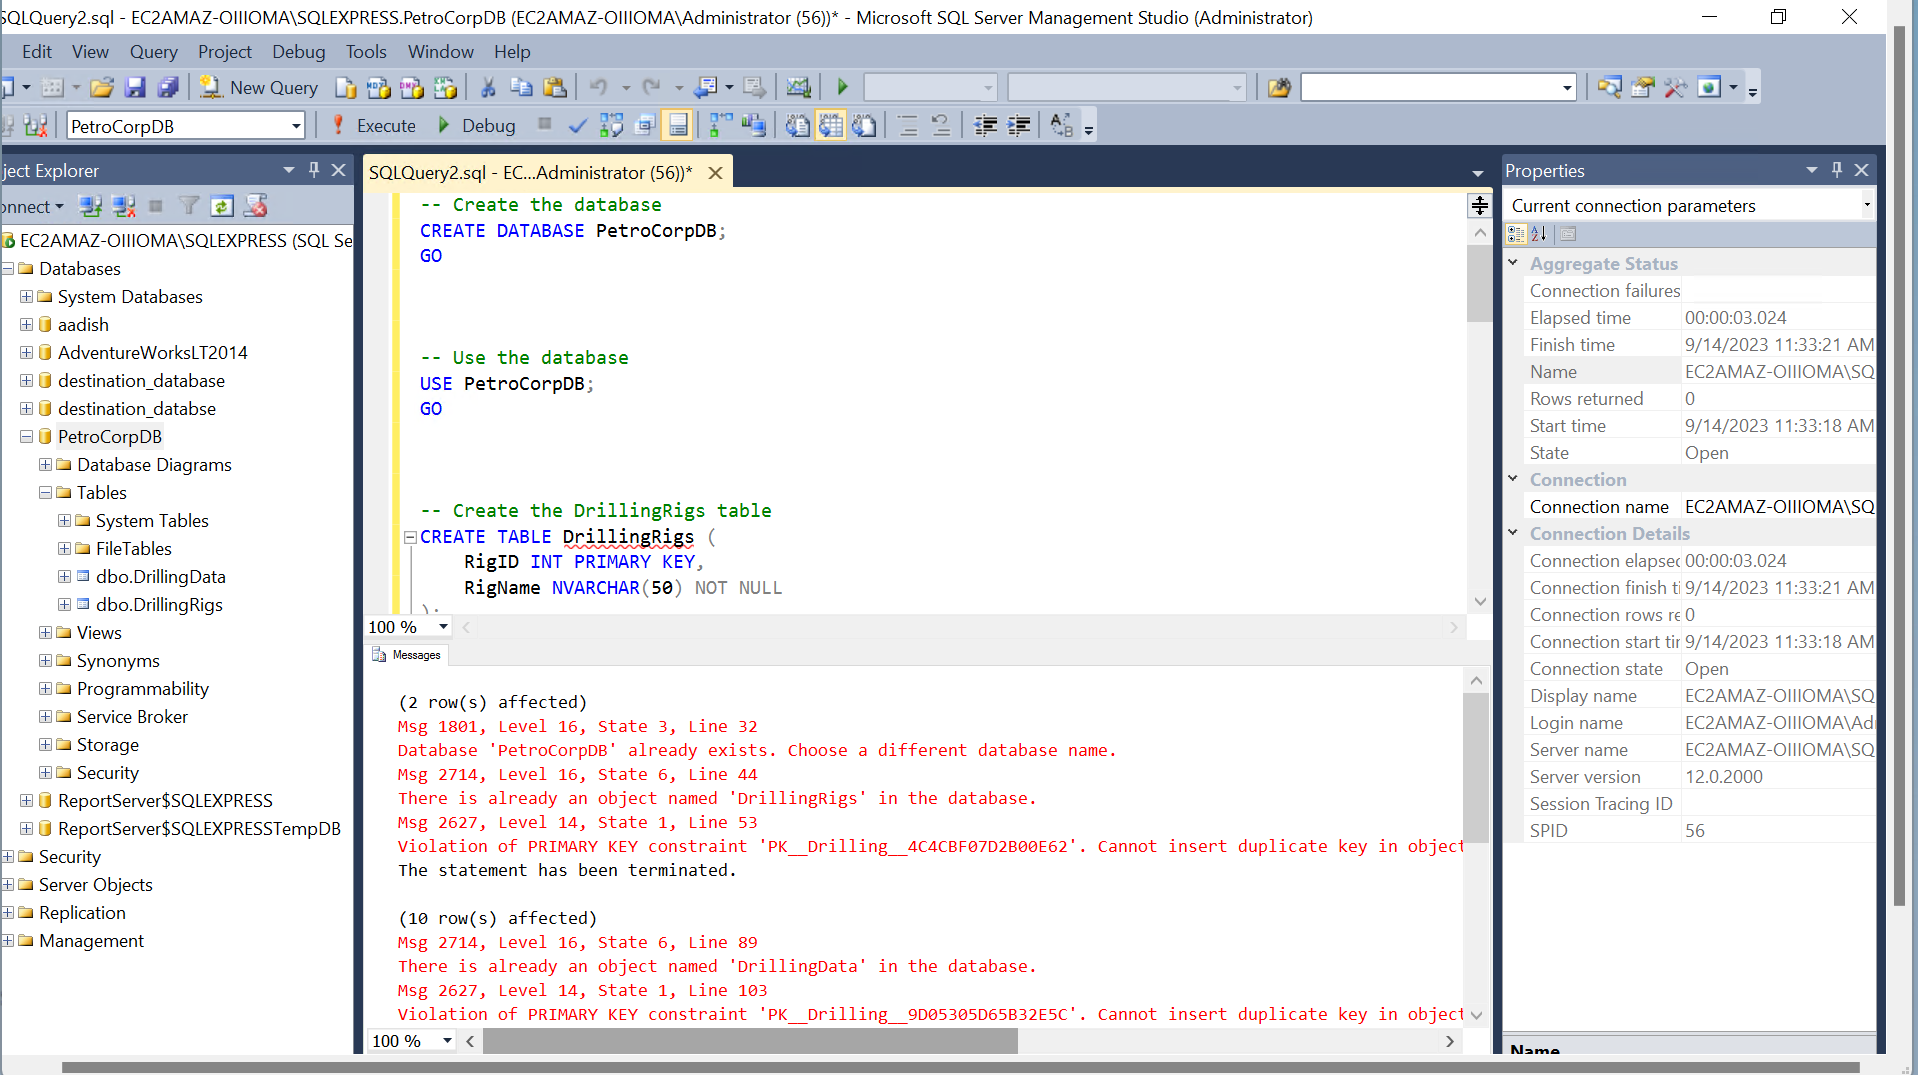 SQLQuery2.sql - EC2AMAZ-OIIIOMA\SQLEXPRESS.PetroCorpDB (EC2AMAZ-OIIIOMA\Administrator (56))* - Microsoft SQL Server Management Studio (Administrator)
Edit View Query Project Debug Tools Window Help
New Query
PetroCorpDB Execute Debug
ject Explorer
onnect
EC2AMAZ-OIIIOMA\SQLEXPRESS (SQL Se
Databases
System Databases
aadish
AdventureWorksLT2014
destination_database
destination_databse
PetroCorpDB
Database Diagrams
Tables
System Tables
FileTables
dbo.DrillingData
dbo.DrillingRigs
Views
Synonyms
Programmability
Service Broker
Storage
Security
ReportServer$SQLEXPRESS
ReportServer$SQLEXPRESSTempDB
Security
Server Objects
Replication
Management
SQLQuery2.sql - EC...Administrator (56))*
-- Create the database
CREATE DATABASE PetroCorpDB;
GO
-- Use the database
USE PetroCorpDB;
GO
-- Create the DrillingRigs table
CREATE TABLE DrillingRigs (
RigID INT PRIMARY KEY,
RigName NVARCHAR(50) NOT NULL
);
100 %
Messages
(2 row(s) affected)
Msg 1801, Level 16, State 3, Line 32
Database 'PetroCorpDB' already exists. Choose a different database name.
Msg 2714, Level 16, State 6, Line 44
There is already an object named 'DrillingRigs' in the database.
Msg 2627, Level 14, State 1, Line 53
Violation of PRIMARY KEY constraint 'PK__Drilling__4C4CBF07D2B00E62'. Cannot insert duplicate key in object
The statement has been terminated.
(10 row(s) affected)
Msg 2714, Level 16, State 6, Line 89
There is already an object named 'DrillingData' in the database.
Msg 2627, Level 14, State 1, Line 103
Violation of PRIMARY KEY constraint 'PK__Drilling__9D05305D65B32E5C'. Cannot insert duplicate key in object
100 %
Properties
Current connection parameters
Aggregate Status
Connection failures
Elapsed time 00:00:03.024
Finish time 9/14/2023 11:33:21 AM
Name EC2AMAZ-OIIIOMA\SQ
Rows returned 0
Start time 9/14/2023 11:33:18 AM
State Open
Connection
Connection name EC2AMAZ-OIIIOMA\SQ
Connection Details
Connection elapsed 00:00:03.024
Connection finish ti 9/14/2023 11:33:21 AM
Connection rows re 0
Connection start tir 9/14/2023 11:33:18 AM
Connection state Open
Display name EC2AMAZ-OIIIOMA\SQ
Login name EC2AMAZ-OIIIOMA\Adi
Server name EC2AMAZ-OIIIOMA\SQ
Server version 12.0.2000
Session Tracing ID
SPID 56
Name